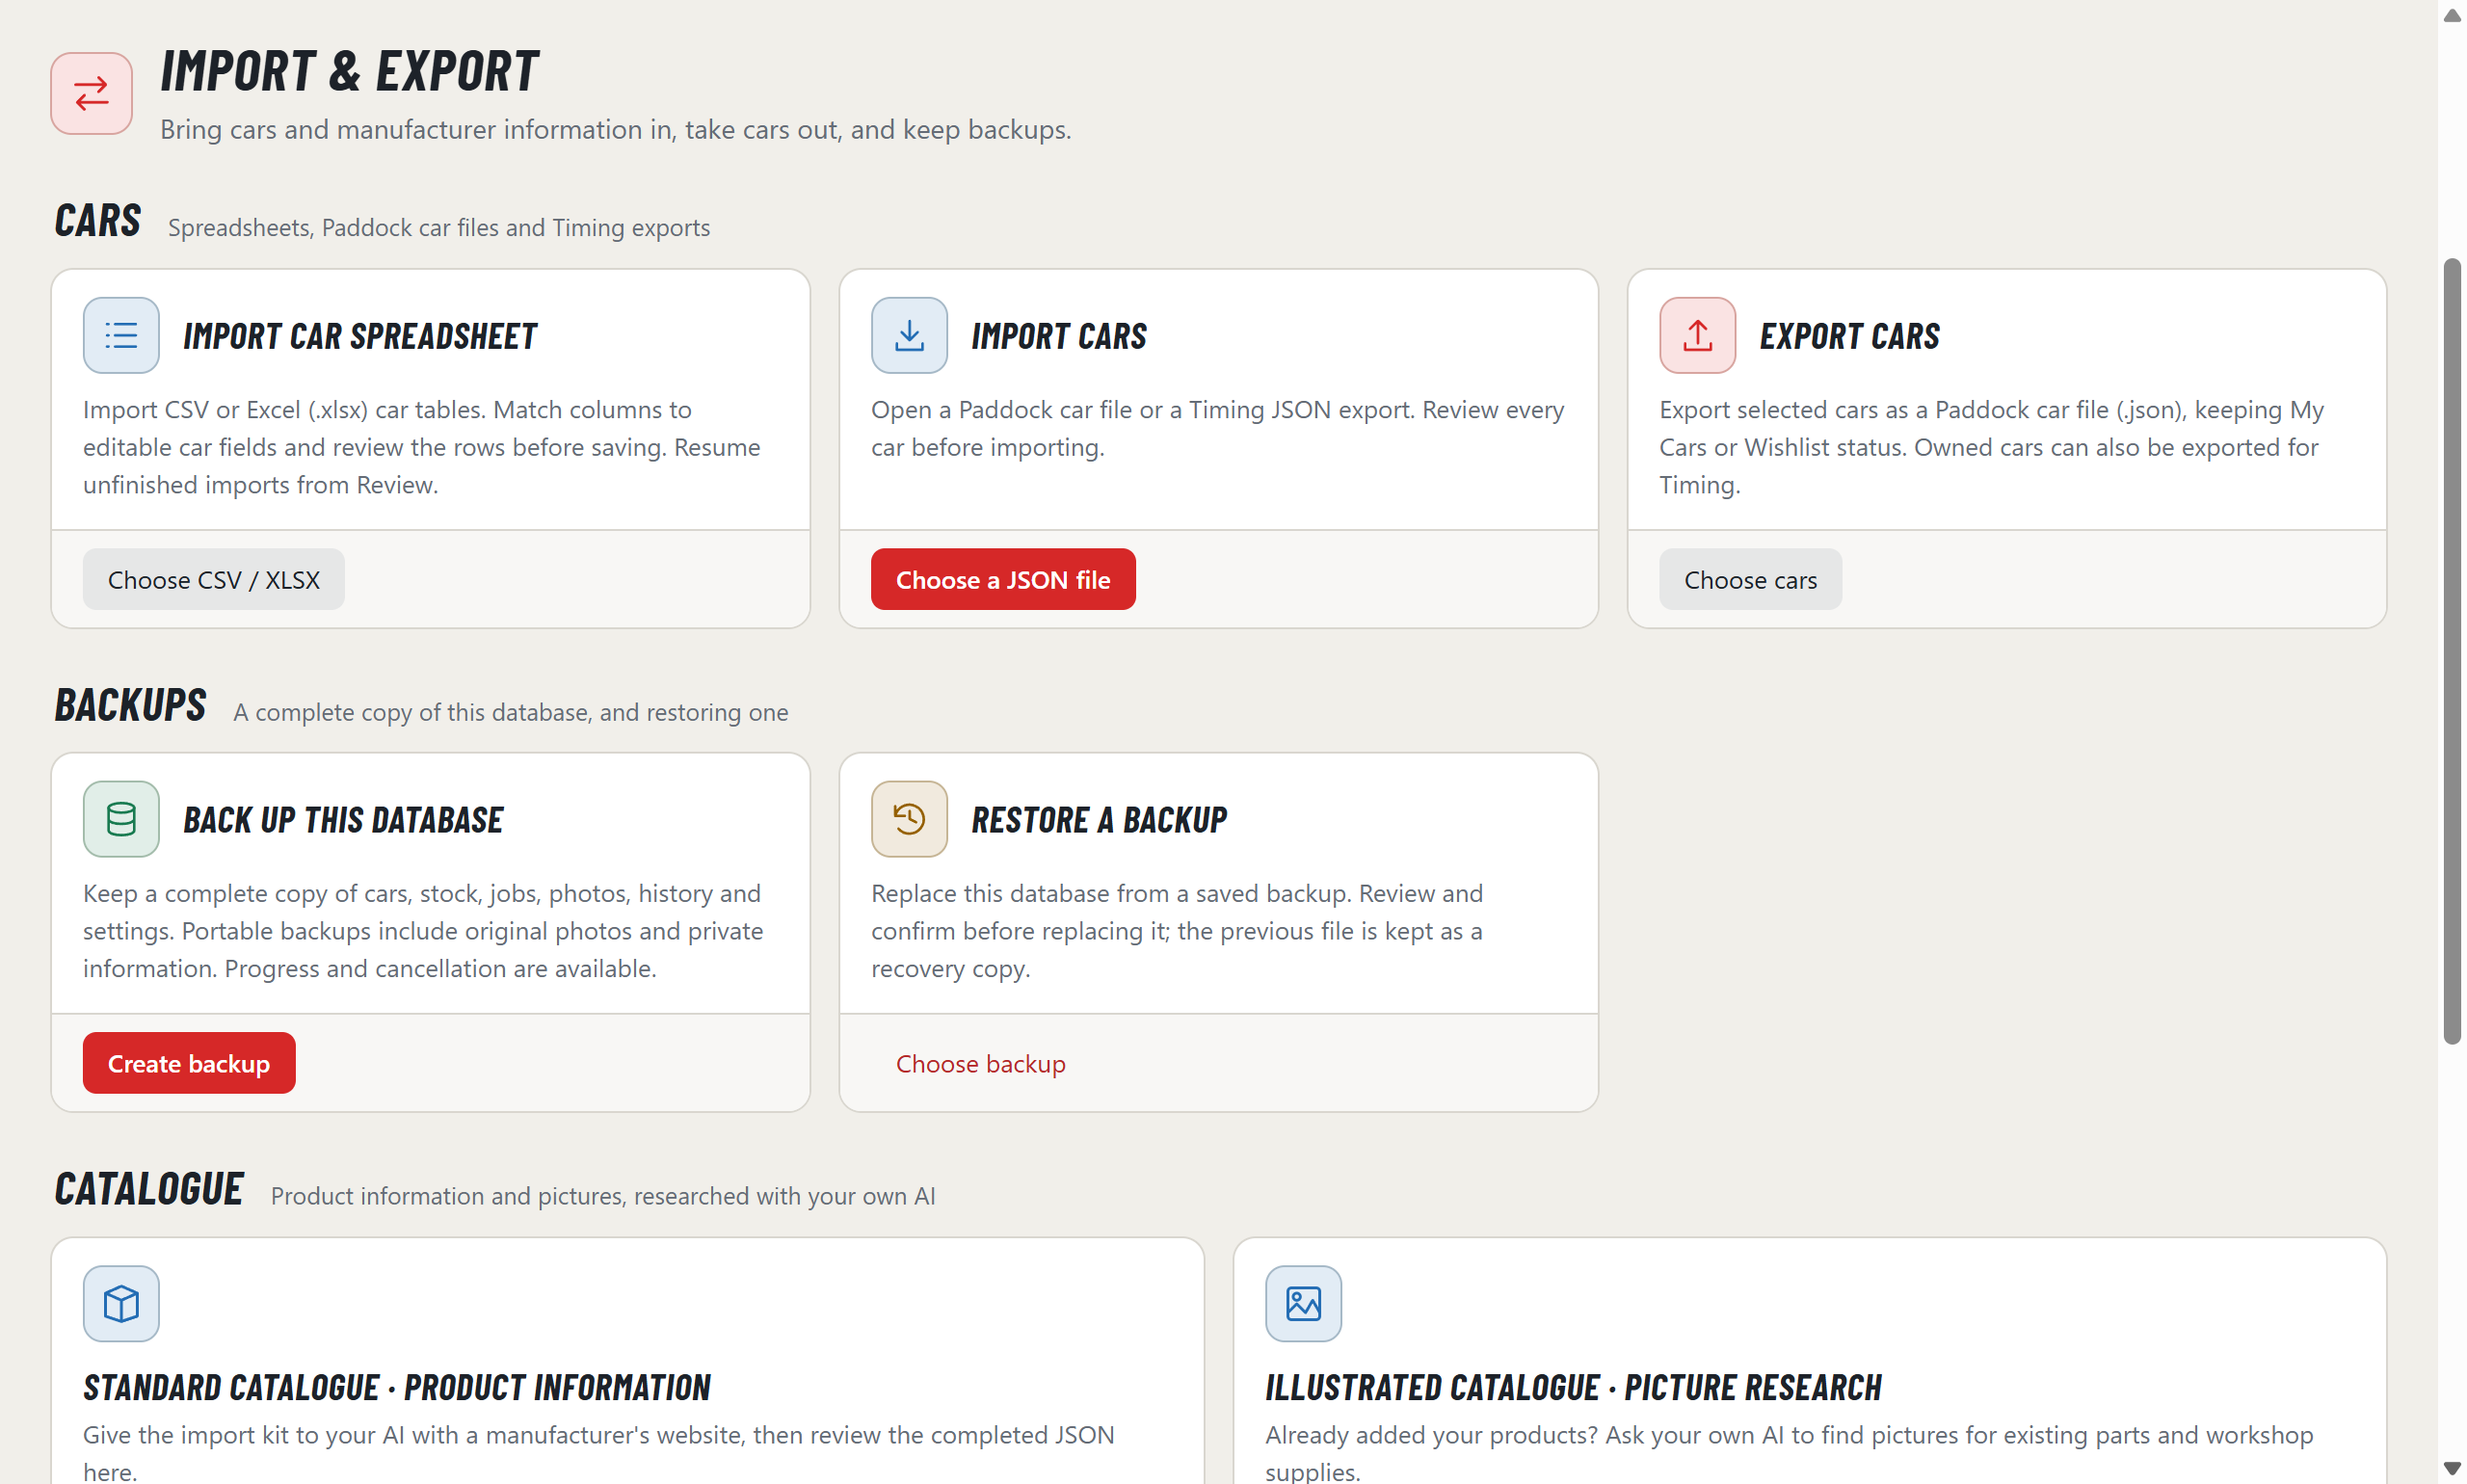 IMPORT & EXPORT
Bring cars and manufacturer information in, take cars out, and keep backups.
CARS Spreadsheets, Paddock car files and Timing exports
IMPORT CAR SPREADSHEET
Import CSV or Excel (.xlsx) car tables. Match columns to
editable car fields and review the rows before saving. Resume
unfinished imports from Review.
Choose CSV / XLSX
IMPORT CARS
Open a Paddock car file or a Timing JSON export. Review every
car before importing.
Choose a JSON file
EXPORT CARS
Export selected cars as a Paddock car file (.json), keeping My
Cars or Wishlist status. Owned cars can also be exported for
Timing.
Choose cars
BACKUPS A complete copy of this database, and restoring one
BACK UP THIS DATABASE
Keep a complete copy of cars, stock, jobs, photos, history and
settings. Portable backups include original photos and private
information. Progress and cancellation are available.
Create backup
RESTORE A BACKUP
Replace this database from a saved backup. Review and
confirm before replacing it; the previous file is kept as a
recovery copy.
Choose backup
CATALOGUE Product information and pictures, researched with your own AI
STANDARD CATALOGUE · PRODUCT INFORMATION
Give the import kit to your AI with a manufacturer's website, then review the completed JSON
here.
ILLUSTRATED CATALOGUE · PICTURE RESEARCH
Already added your products? Ask your own AI to find pictures for existing parts and workshop
supplies.